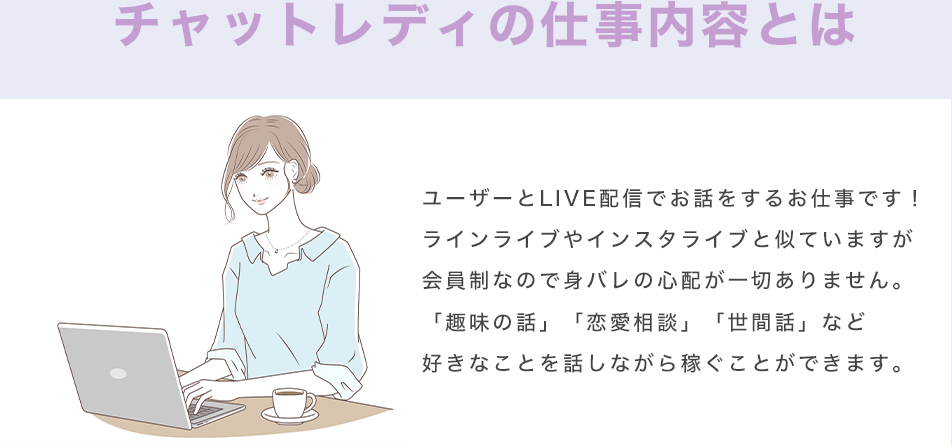 チャットレディの仕事内容とは
ユーザーとLIVE配信でお話をするお仕事です！
ラインライブやインスタライブと似ていますが
会員制なので身バレの心配が一切ありません。
「趣味の話」「恋愛相談」「世間話」など
好きなことを話しながら稼ぐことができます。